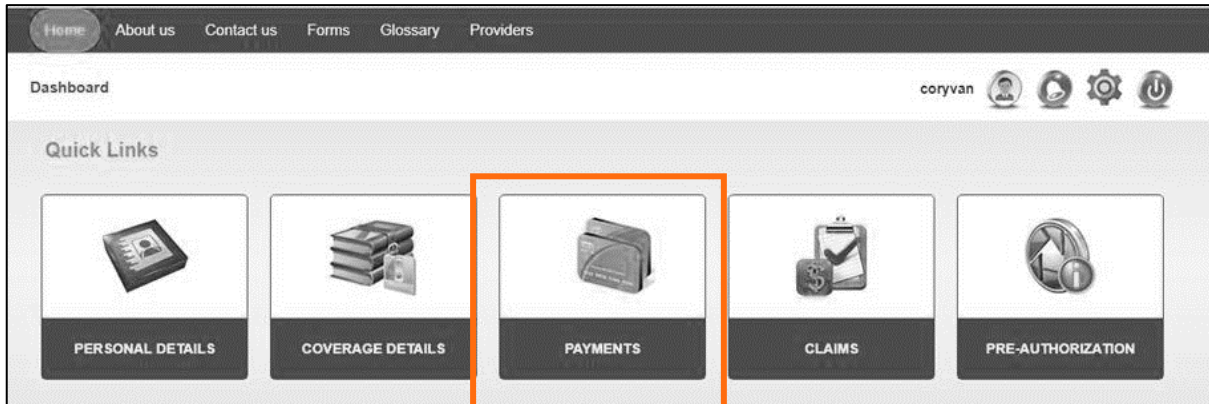 Home About us Contact us Forms Glossary Providers
Dashboard coryvan
Quick Links
PERSONAL DETAILS COVERAGE DETAILS PAYMENTS CLAIMS PRE-AUTHORIZATION